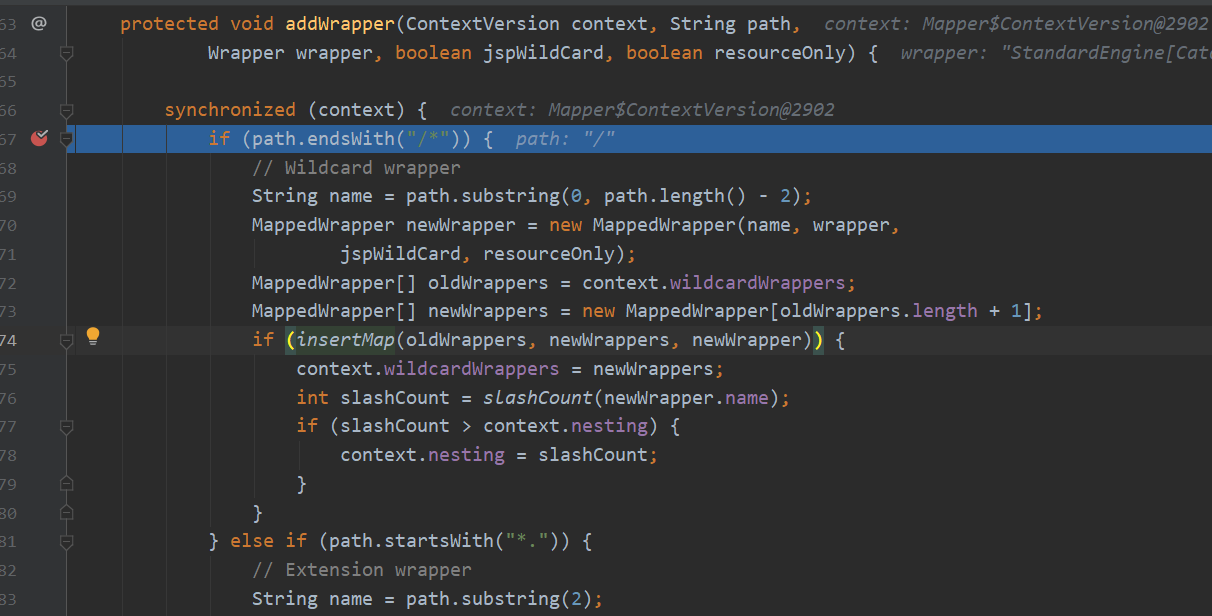 63 @ protected void addWrapper(ContextVersion context, String path, context: Mapper$ContextVersion@2902
64 Wrapper wrapper, boolean jspWildCard, boolean resourceOnly) { wrapper: "StandardEngine[Cat
65
66 synchronized (context) { context: Mapper$ContextVersion@2902
67 if (path.endsWith("/*")) { path: "/"
68 // Wildcard wrapper
69 String name = path.substring(0, path.length() - 2);
70 MappedWrapper newWrapper = new MappedWrapper(name, wrapper,
71 jspWildCard, resourceOnly);
72 MappedWrapper[] oldWrappers = context.wildcardWrappers;
73 MappedWrapper[] newWrappers = new MappedWrapper[oldWrappers.length + 1];
74 if (insertMap(oldWrappers, newWrappers, newWrapper)) {
75 context.wildcardWrappers = newWrappers;
76 int slashCount = slashCount(newWrapper.name);
77 if (slashCount > context.nesting) {
78 context.nesting = slashCount;
79 }
80 }
81 } else if (path.startsWith("*.")) {
82 // Extension wrapper
83 String name = path.substring(2);